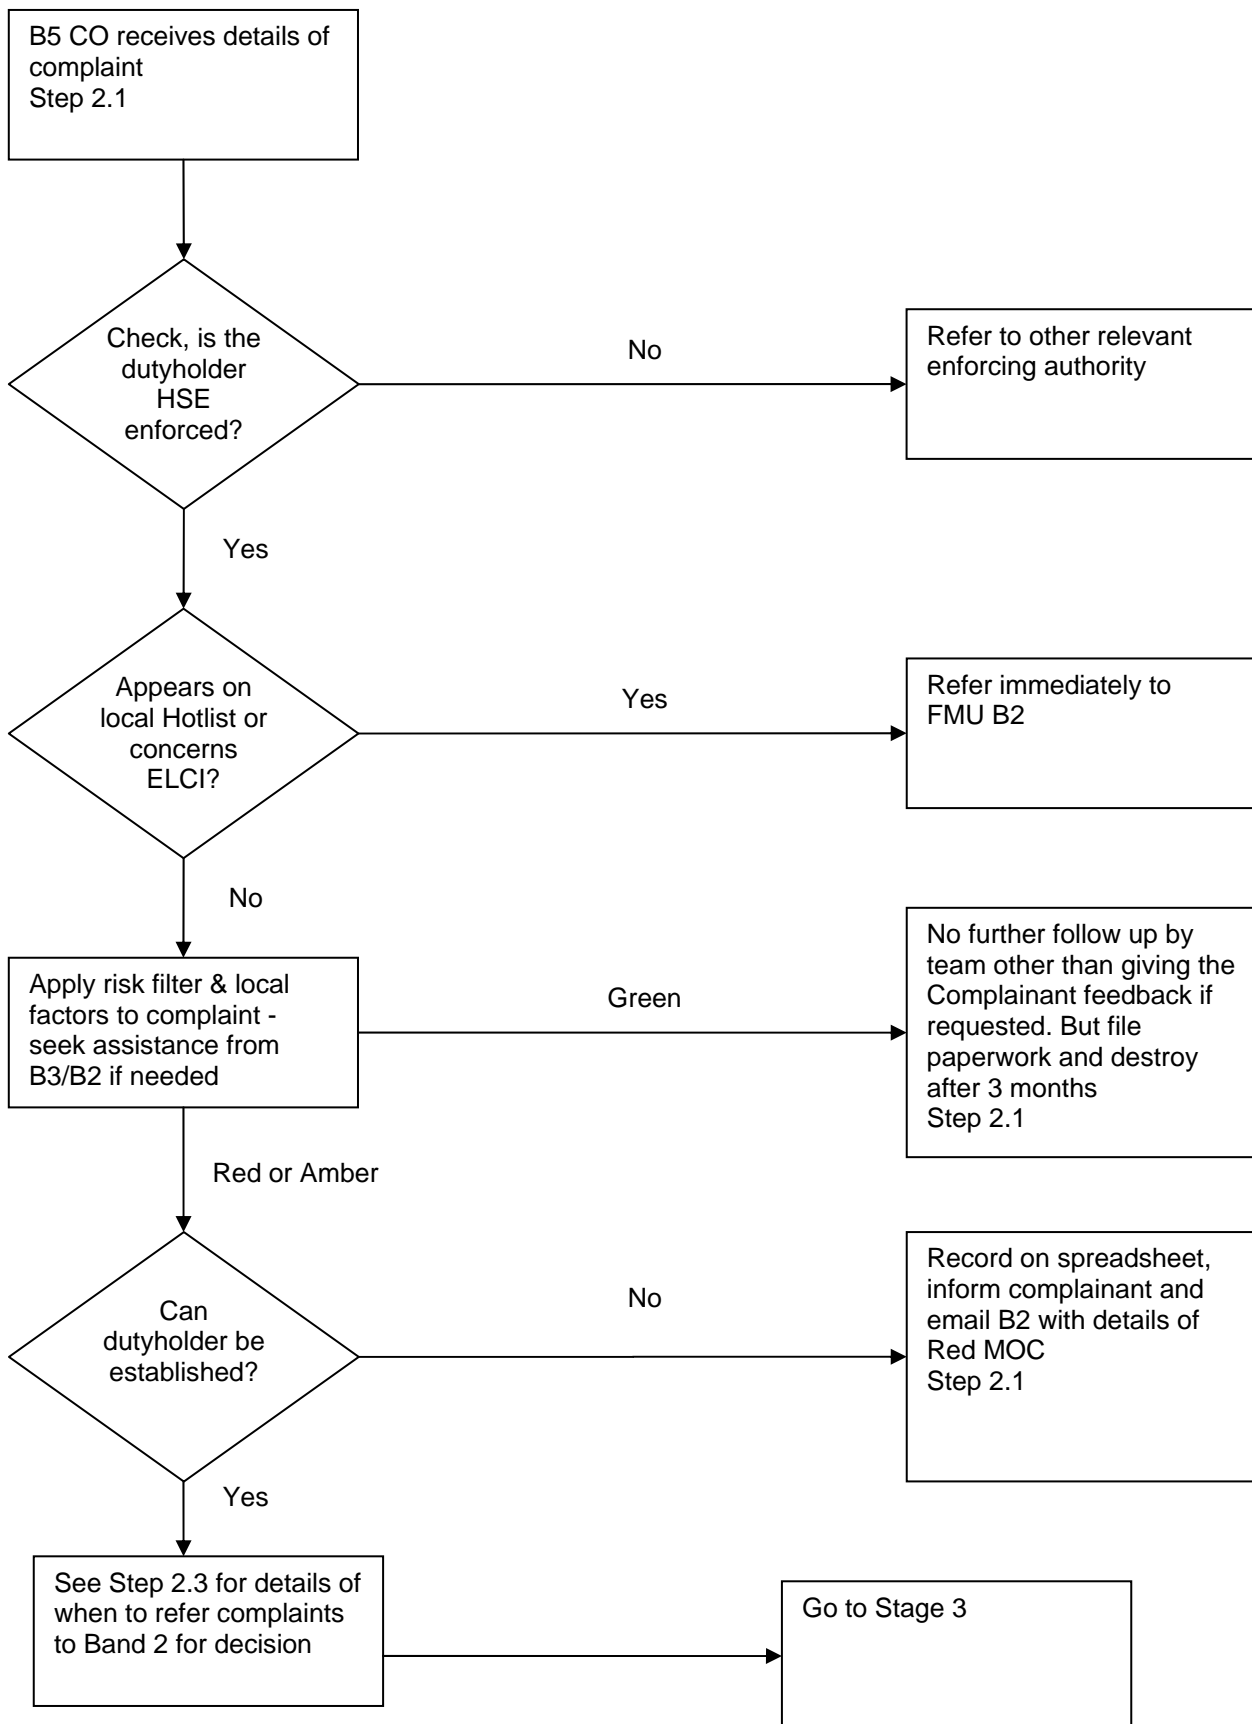 B5 CO receives details of
complaint
Step 2.1
Check, is the
dutyholder
HSE
enforced?
No
Refer to other relevant
enforcing authority
Yes
Appears on
local Hotlist or
concerns
ELCI?
Yes
Refer immediately to
FMU B2
No
Apply risk filter & local
factors to complaint -
seek assistance from
B3/B2 if needed
Green
No further follow up by
team other than giving the
Complainant feedback if
requested. But file
paperwork and destroy
after 3 months
Step 2.1
Red or Amber
Can
dutyholder be
established?
No
Record on spreadsheet,
inform complainant and
email B2 with details of
Red MOC
Step 2.1
Yes
See Step 2.3 for details of
when to refer complaints
to Band 2 for decision
Go to Stage 3